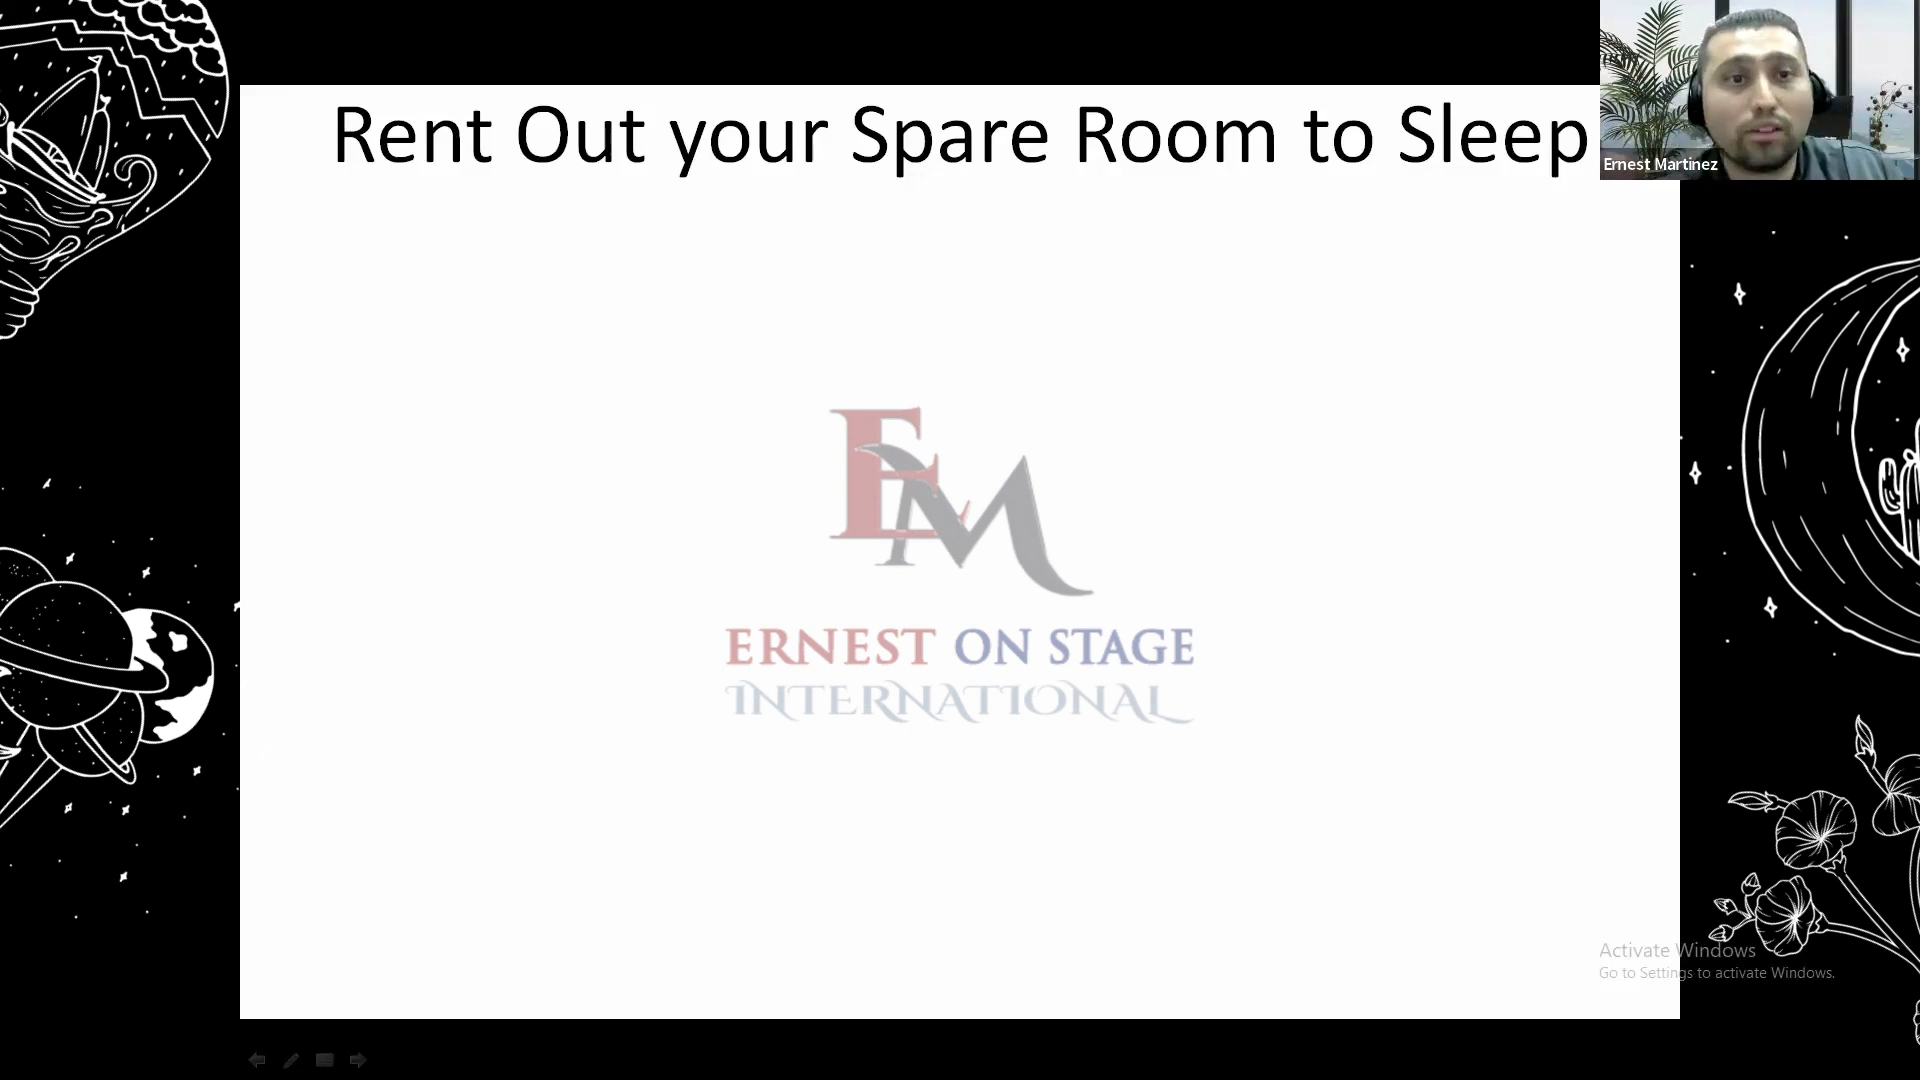 Rent Out your Spare Room to Sleep
Ernest Martinez
EM
ERNEST ON STAGE
INTERNATIONAL
Activate Windows
Go to Settings to activate Windows.